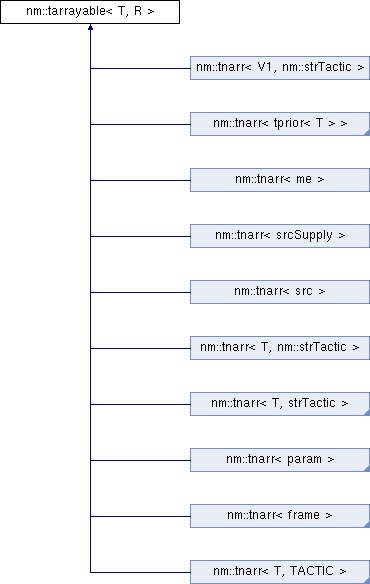 nm::tarrayable< T, R >
nm::tnarr< V1, nm::strTactic >
nm::tnarr< tprior< T > >
nm::tnarr< me >
nm::tnarr< srcSupply >
nm::tnarr< src >
nm::tnarr< T, nm::strTactic >
nm::tnarr< T, strTactic >
nm::tnarr< param >
nm::tnarr< frame >
nm::tnarr< T, TACTIC >